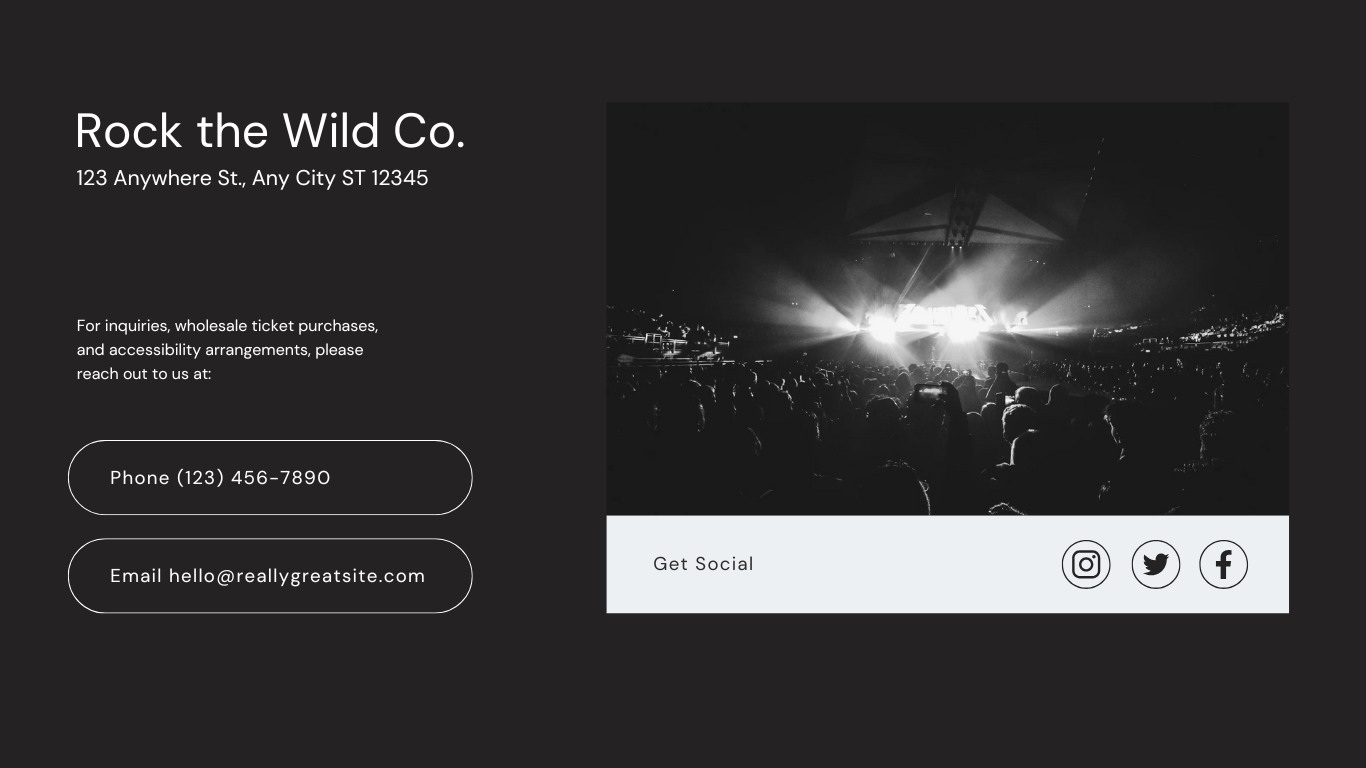 Rock the Wild Co.
123 Anywhere St., Any City ST 12345
For inquiries, wholesale ticket purchases,
and accessibility arrangements, please
reach out to us at:
Phone (123) 456-7890
Email hello@reallygreatsite.com
Get Social